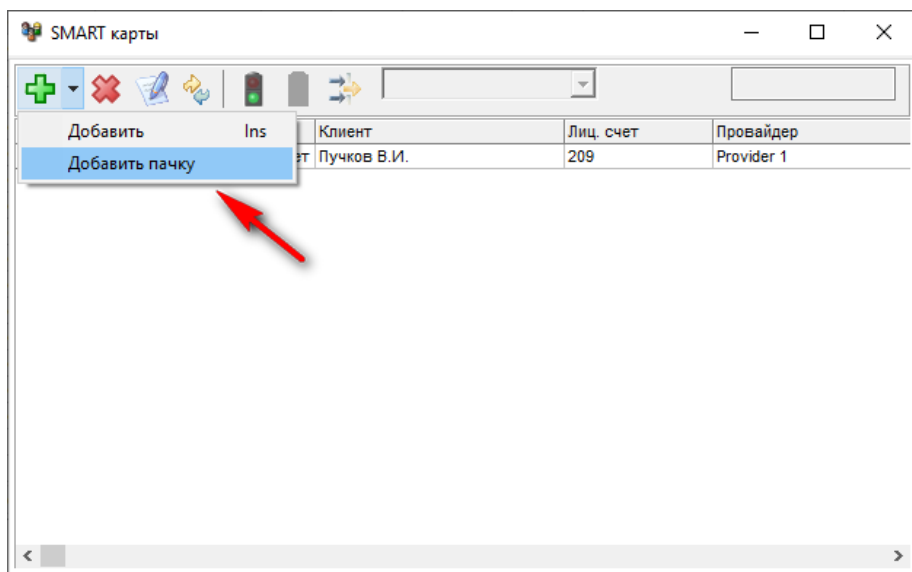 SMART карты
Добавить Ins
Добавить пачку
Клиент Лиц. счет Провайдер
ет Пучков В.И. 209 Provider 1